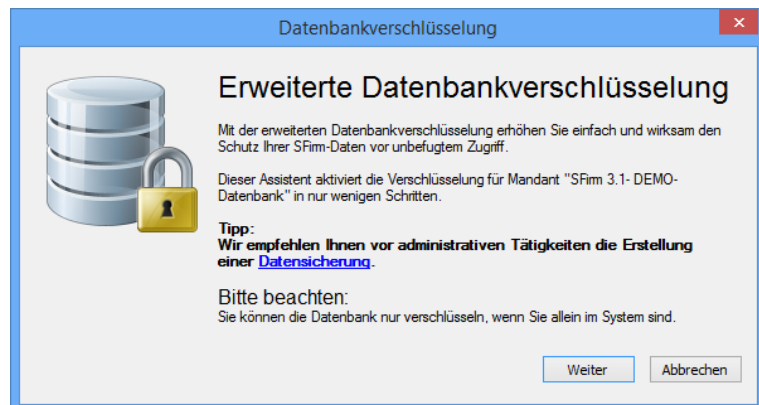 Datenbankverschlüsselung
Erweiterte Datenbankverschlüsselung
Mit der erweiterten Datenbankverschlüsselung erhöhen Sie einfach und wirksam den
Schutz Ihrer SFirm-Daten vor unbefugtem Zugriff.
Dieser Assistent aktiviert die Verschlüsselung für Mandant "SFirm 3.1- DEMO-
Datenbank" in nur wenigen Schritten.
Tipp:
Wir empfehlen Ihnen vor administrativen Tätigkeiten die Erstellung
einer Datensicherung.
Bitte beachten:
Sie können die Datenbank nur verschlüsseln, wenn Sie allein im System sind.
Weiter Abbrechen